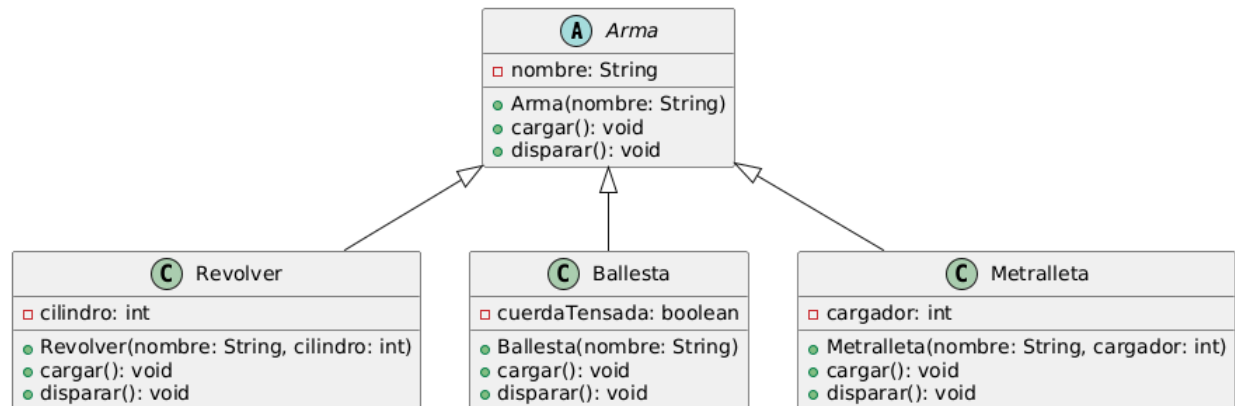 A Arma
nombre: String
Arma(nombre: String)
cargar(): void
disparar(): void
C Revolver
cilindro: int
Revolver(nombre: String, cilindro: int)
cargar(): void
disparar(): void
C Ballesta
cuerdaTensada: boolean
Ballesta(nombre: String)
cargar(): void
disparar(): void
C Metralleta
cargador: int
Metralleta(nombre: String, cargador: int)
cargar(): void
disparar(): void